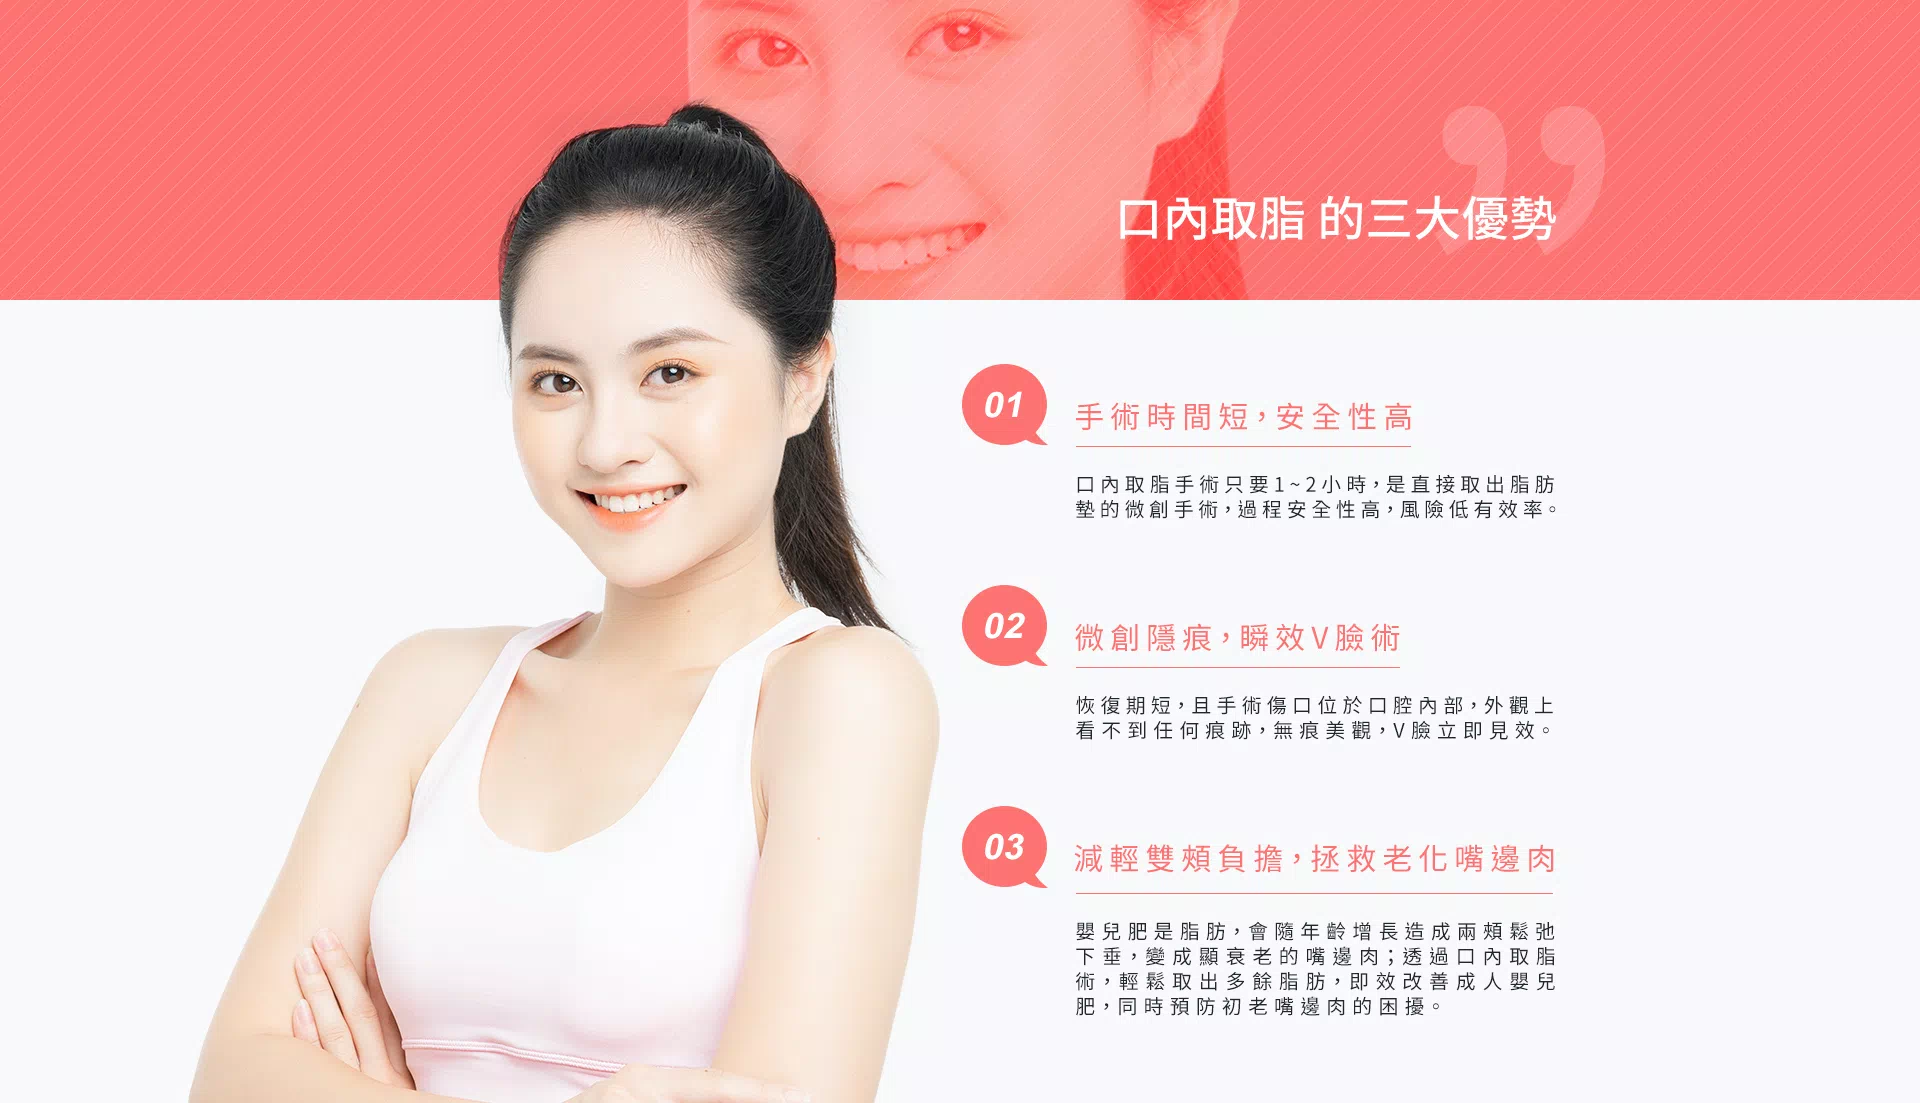 口內取脂 的三大優勢
01
手術時間短，安全性高
口內取脂手術只要1~2小時，是直接取出脂肪
墊的微創手術，過程安全性高，風險低有效率。
02
微創隱痕，瞬效V臉術
恢復期短，且手術傷口位於口腔內部，外觀上
看不到任何痕跡，無痕美觀，V臉立即見效。
03
減輕雙頰負擔，拯救老化嘴邊肉
嬰兒肥是脂肪，會隨年齡增長造成兩頰鬆弛
下垂，變成顯衰老的嘴邊肉；透過口內取脂
術，輕鬆取出多餘脂肪，即效改善成人嬰兒
肥，同時預防初老嘴邊肉的困擾。